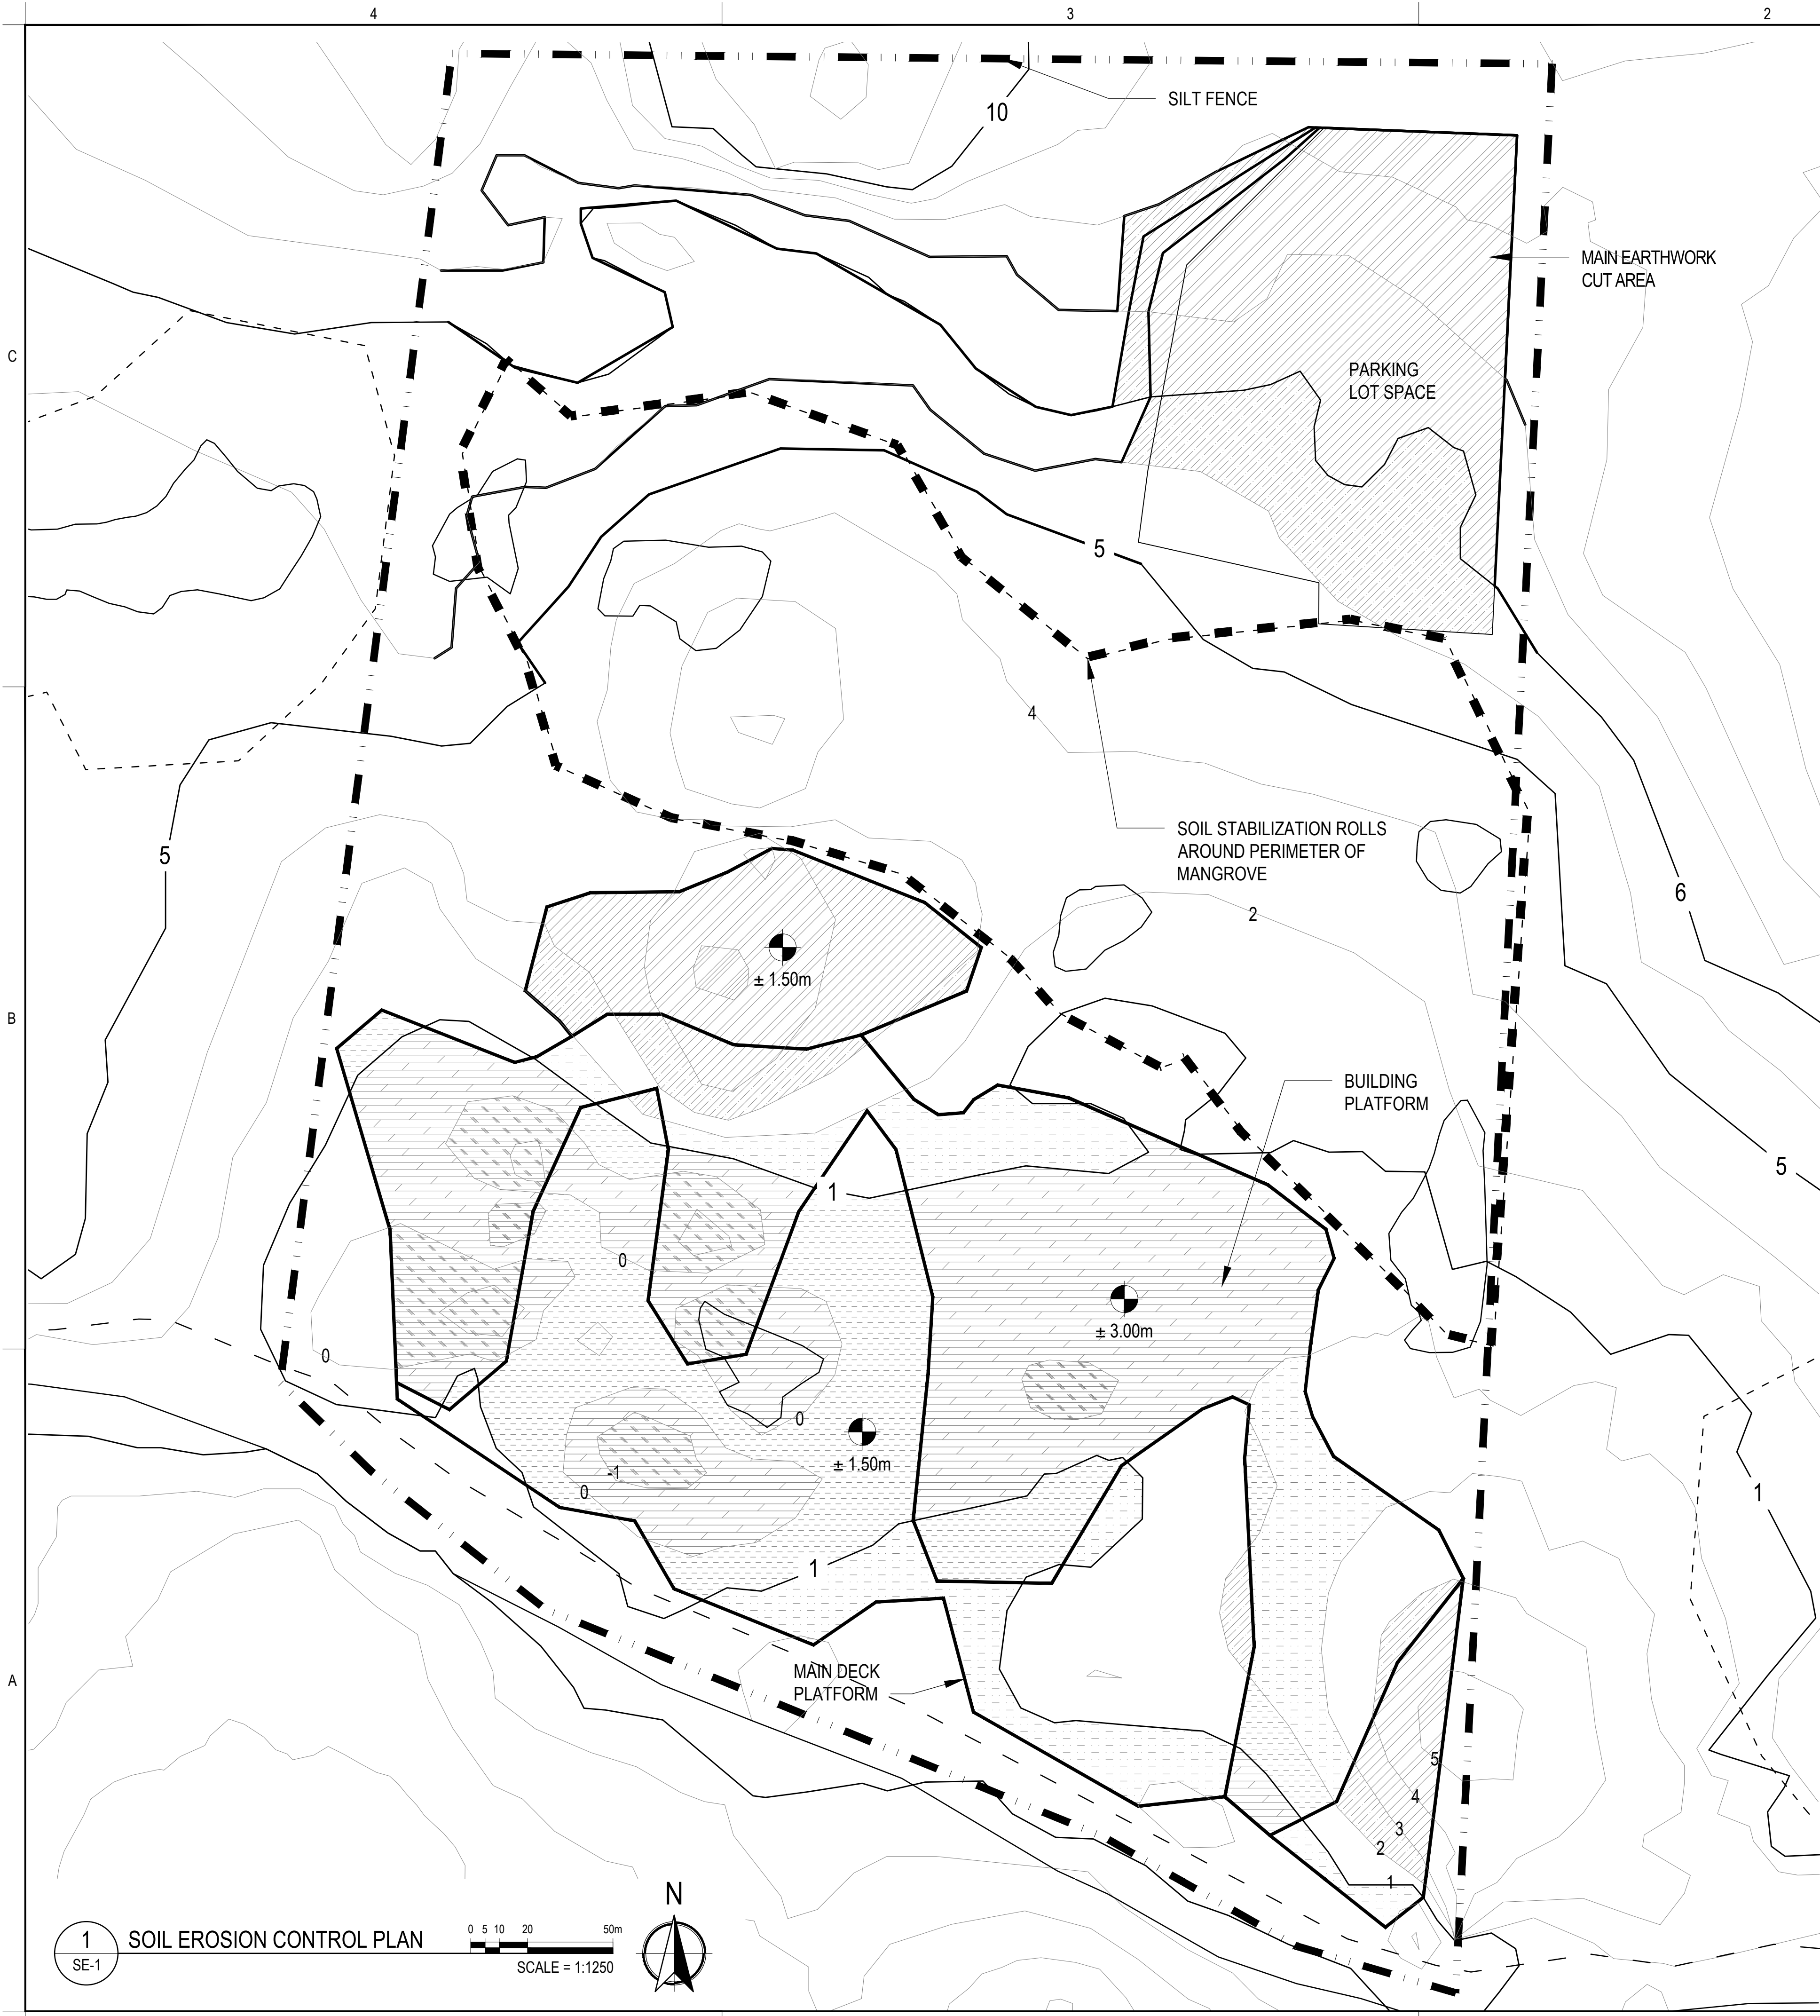 4
3
2
10
SILT FENCE
MAIN EARTHWORK
CUT AREA
C
PARKING
LOT SPACE
5
4
SOIL STABILIZATION ROLLS
AROUND PERIMETER OF
MANGROVE
5
6
2
± 1.50m
B
BUILDING
PLATFORM
5
1
0
± 3.00m
0
0
± 1.50m
-1
0
1
1
MAIN DECK
PLATFORM
A
5
4
3
2
1
N
1
SE-1
SOIL EROSION CONTROL PLAN
0 5 10 20 50m
SCALE = 1:1250